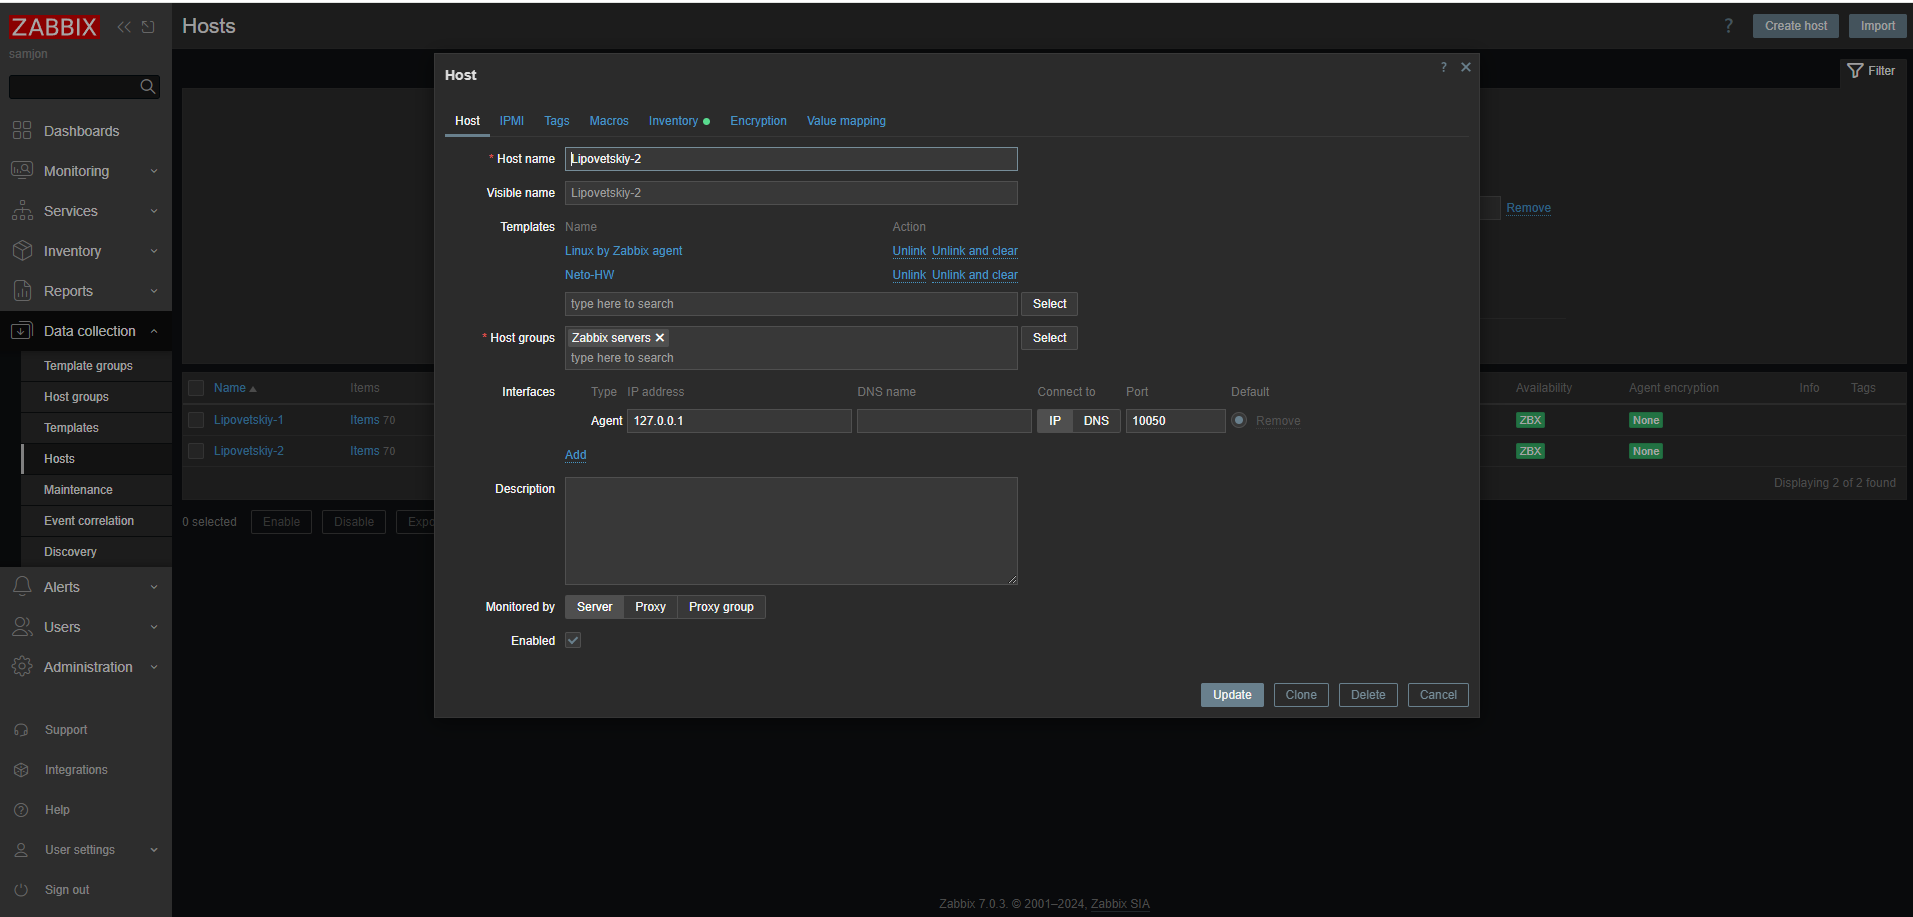 ZABBIX
samjon
Dashboards
Monitoring
Services
Inventory
Reports
Data collection
Template groups
Host groups
Templates
Hosts
Maintenance
Event correlation
Discovery
Alerts
Users
Administration
Support
Integrations
Help
User settings
Sign out
Hosts
? Create host Import
Filter
Remove
Name Items Availability Agent encryption Info Tags
Lipovetskiy-1 Items 70 ZBX None
Lipovetskiy-2 Items 70 ZBX None
Displaying 2 of 2 found
0 selected Enable Disable Expo
Host ?
Host IPMI Tags Macros Inventory Encryption Value mapping
* Host name Lipovetskiy-2
Visible name Lipovetskiy-2
Templates Name Action
Linux by Zabbix agent Unlink Unlink and clear
Neto-HW Unlink Unlink and clear
type here to search Select
* Host groups Zabbix servers Select
type here to search
Interfaces Type IP address DNS name Connect to Port Default
Agent 127.0.0.1 IP DNS 10050 Remove
Add
Description
Monitored by Server Proxy Proxy group
Enabled
Update Clone Delete Cancel
Zabbix 7.0.3. © 2001–2024, Zabbix SIA